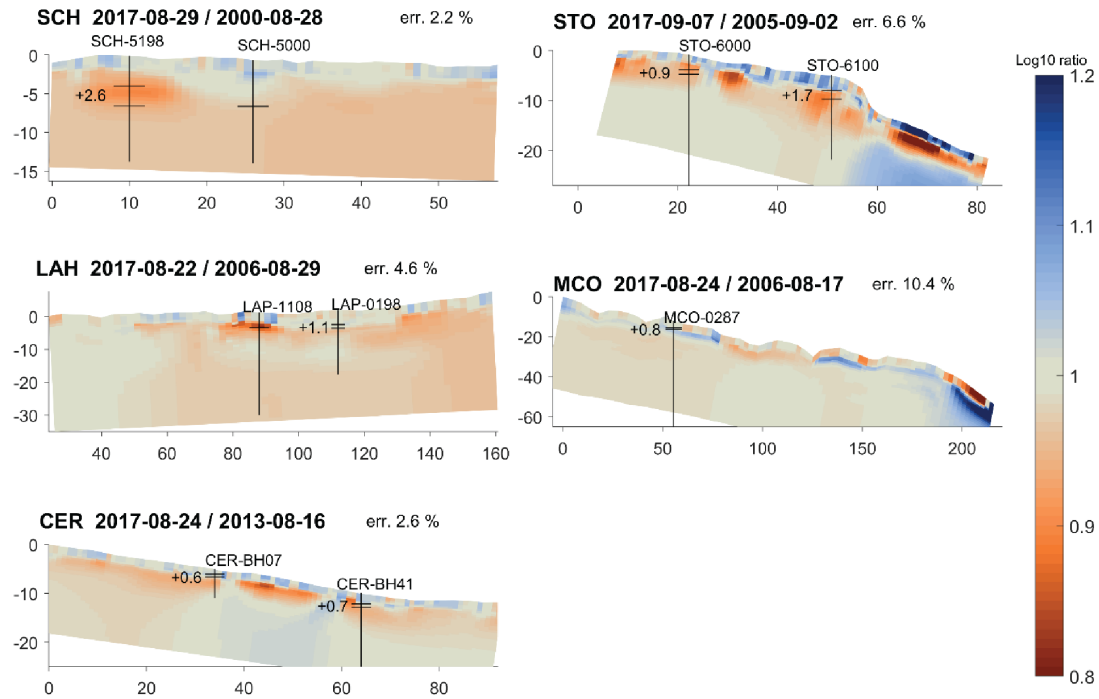 SCH 2017-08-29 / 2000-08-28 err. 2.2 %
SCH-5198
SCH-5000
+2.6
0
-5
-10
-15
0 10 20 30 40 50
STO 2017-09-07 / 2005-09-02 err. 6.6 %
STO-6000
STO-6100
+0.9
+1.7
0
-10
-20
0 20 40 60 80
LAH 2017-08-22 / 2006-08-29 err. 4.6 %
LAP-1108
LAP-0198
+1.1
0
-10
-20
-30
40 60 80 100 120 140 160
MCO 2017-08-24 / 2006-08-17 err. 10.4 %
MCO-0287
+0.8
0
-20
-40
-60
0 50 100 150 200
CER 2017-08-24 / 2013-08-16 err. 2.6 %
CER-BH07
CER-BH41
+0.6
+0.7
0
-10
-20
0 20 40 60 80
Log10 ratio
1.2
1.1
1
0.9
0.8